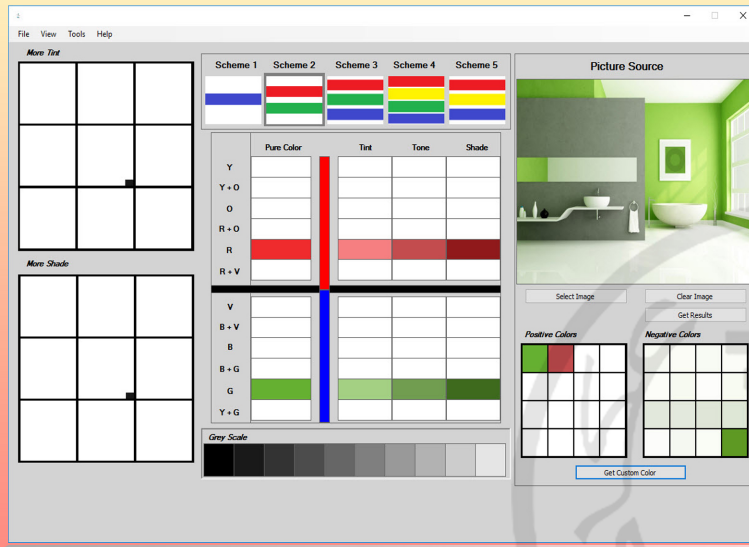 File View Tools Help
More Tint
More Shade
Scheme 1 Scheme 2 Scheme 3 Scheme 4 Scheme 5
Pure Color Tint Tone Shade
Y
Y + O
O
R + O
R
R + V
V
B + V
B
B + G
G
Y + G
Grey Scale
Picture Source
Select Image Clear Image
Get Results
Positive Colors Negative Colors
Get Custom Color